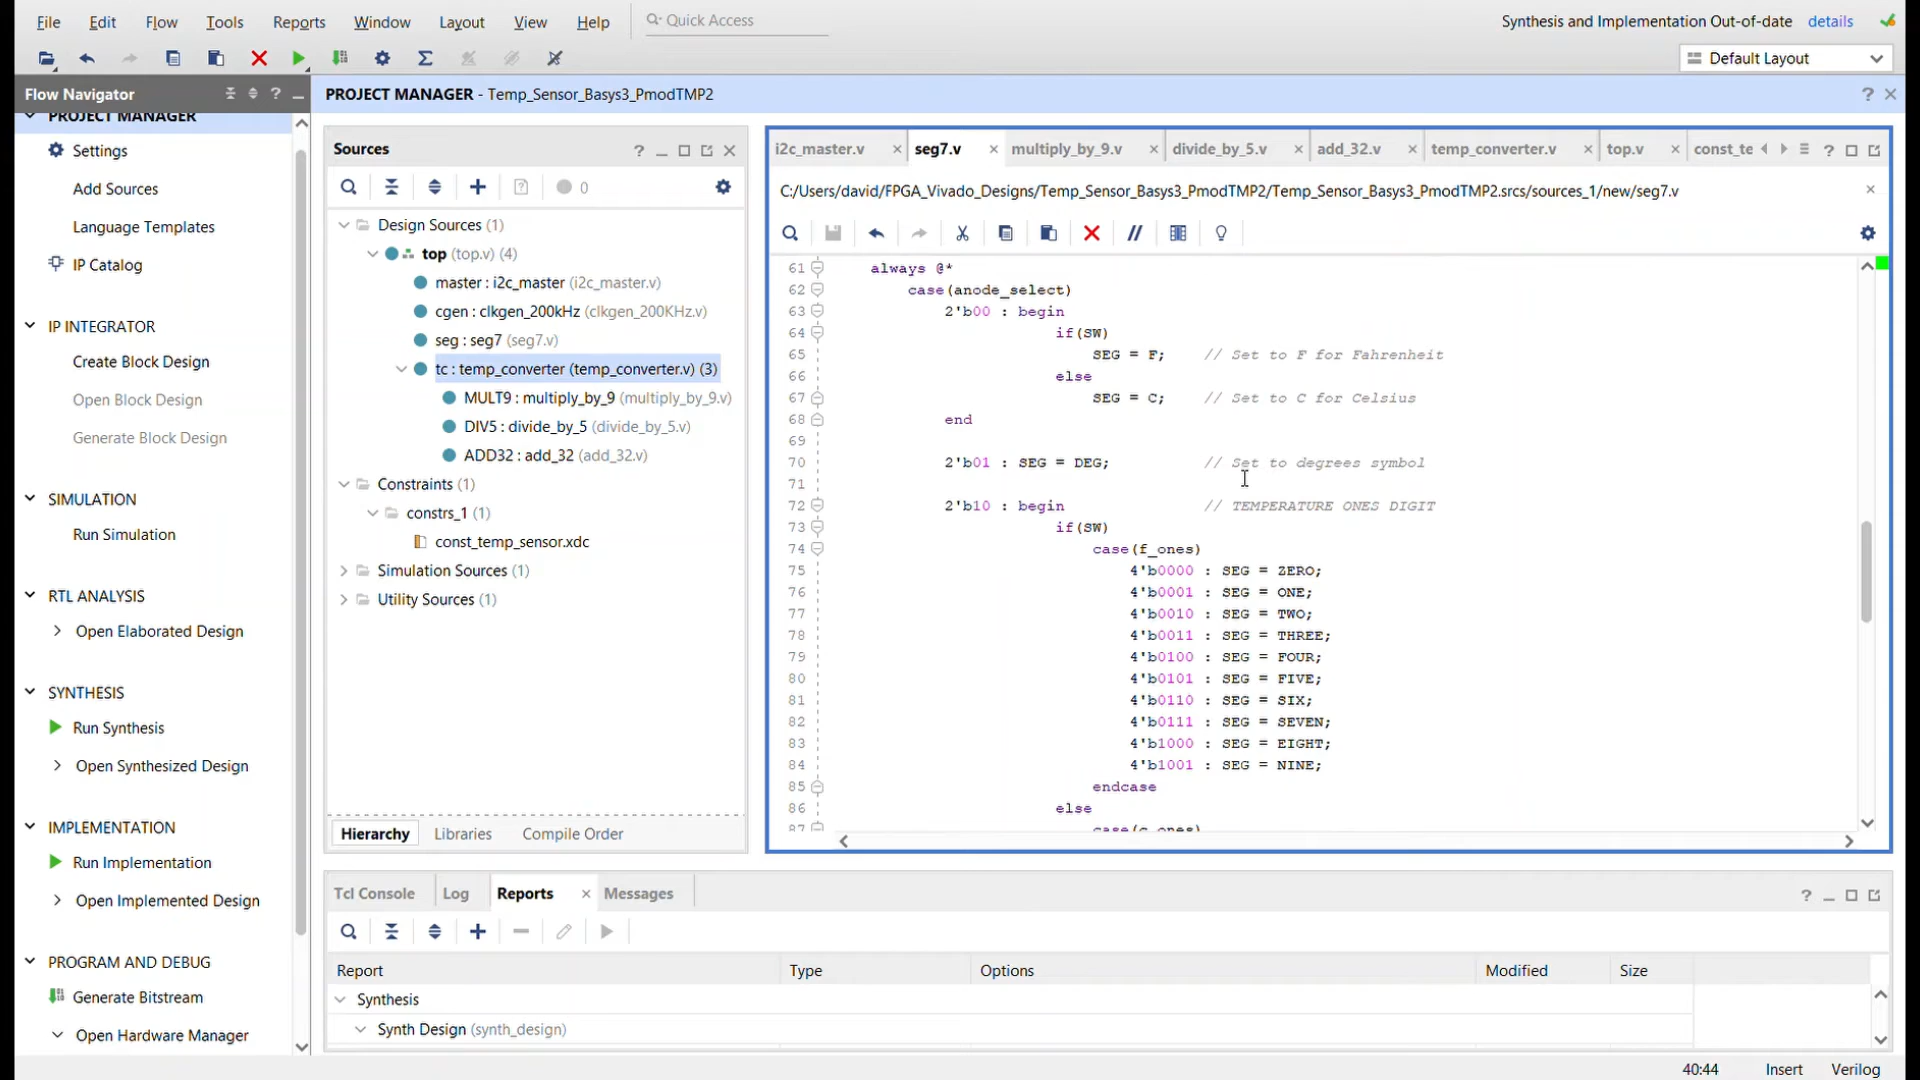 File Edit Flow Tools Reports Window Layout View Help Quick Access Synthesis and Implementation Out-of-date details
Default Layout
Flow Navigator
PROJECT MANAGER
Settings
Add Sources
Language Templates
IP Catalog
IP INTEGRATOR
Create Block Design
Open Block Design
Generate Block Design
SIMULATION
Run Simulation
RTL ANALYSIS
Open Elaborated Design
SYNTHESIS
Run Synthesis
Open Synthesized Design
IMPLEMENTATION
Run Implementation
Open Implemented Design
PROGRAM AND DEBUG
Generate Bitstream
Open Hardware Manager
PROJECT MANAGER - Temp_Sensor_Basys3_PmodTMP2
Sources
0
Design Sources (1)
top (top.v) (4)
master : i2c_master (i2c_master.v)
cgen : clkgen_200kHz (clkgen_200KHz.v)
seg : seg7 (seg7.v)
tc : temp_converter (temp_converter.v) (3)
MULT9 : multiply_by_9 (multiply_by_9.v)
DIV5 : divide_by_5 (divide_by_5.v)
ADD32 : add_32 (add_32.v)
Constraints (1)
constrs_1 (1)
const_temp_sensor.xdc
Simulation Sources (1)
Utility Sources (1)
Hierarchy Libraries Compile Order
i2c_master.v seg7.v multiply_by_9.v divide_by_5.v add_32.v temp_converter.v top.v const_te
C:/Users/david/FPGA_Vivado_Designs/Temp_Sensor_Basys3_PmodTMP2/Temp_Sensor_Basys3_PmodTMP2.srcs/sources_1/new/seg7.v
61 always @*
62 case(anode_select)
63 2'b00 : begin
64 if(SW)
65 SEG = F; // Set to F for Fahrenheit
66 else
67 SEG = C; // Set to C for Celsius
68 end
69
70 2'b01 : SEG = DEG; // Set to degrees symbol
71
72 2'b10 : begin // TEMPERATURE ONES DIGIT
73 if(SW)
74 case(f_ones)
75 4'b0000 : SEG = ZERO;
76 4'b0001 : SEG = ONE;
77 4'b0010 : SEG = TWO;
78 4'b0011 : SEG = THREE;
79 4'b0100 : SEG = FOUR;
80 4'b0101 : SEG = FIVE;
81 4'b0110 : SEG = SIX;
82 4'b0111 : SEG = SEVEN;
83 4'b1000 : SEG = EIGHT;
84 4'b1001 : SEG = NINE;
85 endcase
86 else
87 case(c_ones)
Tcl Console Log Reports Messages
Report Type Options Modified Size
Synthesis
Synth Design (synth_design)
40:44 Insert Verilog